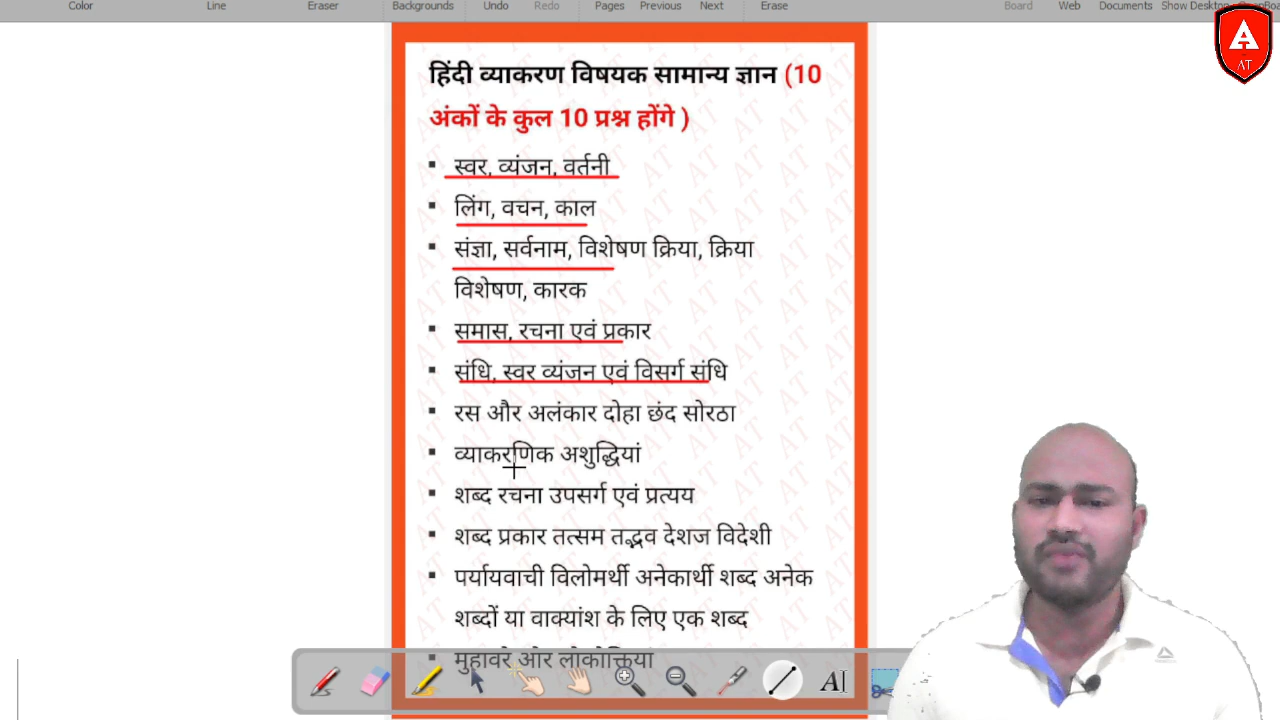 Color Line Eraser Backgrounds Undo Redo Pages Previous Next Erase Board Web Documents Show Desktop OpenBoard
AT
हिंदी व्याकरण विषयक सामान्य ज्ञान (10
अंकों के कुल 10 प्रश्न होंगे )
▪ स्वर, व्यंजन, वर्तनी
▪ लिंग, वचन, काल
▪ संज्ञा, सर्वनाम, विशेषण क्रिया, क्रिया
विशेषण, कारक
▪ समास, रचना एवं प्रकार
▪ संधि, स्वर व्यंजन एवं विसर्ग संधि
▪ रस और अलंकार दोहा छंद सोरठा
▪ व्याकरणिक अशुद्धियां
▪ शब्द रचना उपसर्ग एवं प्रत्यय
▪ शब्द प्रकार तत्सम तद्भव देशज विदेशी
▪ पर्यायवाची विलोमर्थी अनेकार्थी शब्द अनेक
शब्दों या वाक्यांश के लिए एक शब्द
▪ मुहावरे और लोकोक्तियां